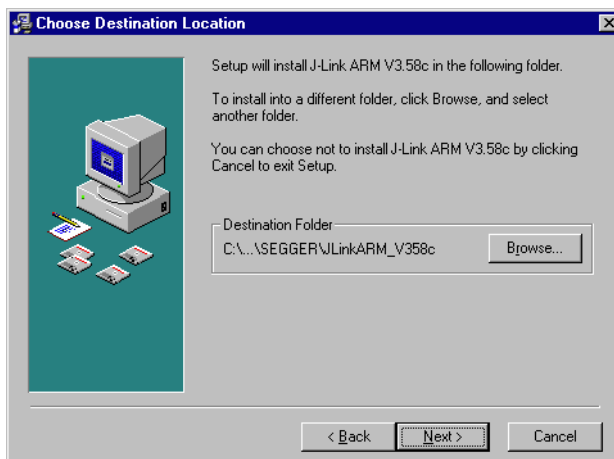 Choose Destination Location
Setup will install J-Link ARM V3.58c in the following folder.
To install into a different folder, click Browse, and select
another folder.
You can choose not to install J-Link ARM V3.58c by clicking
Cancel to exit Setup.
Destination Folder
C:\...\SEGGER\JLinkARM_V358c
Browse...
< Back
Next >
Cancel